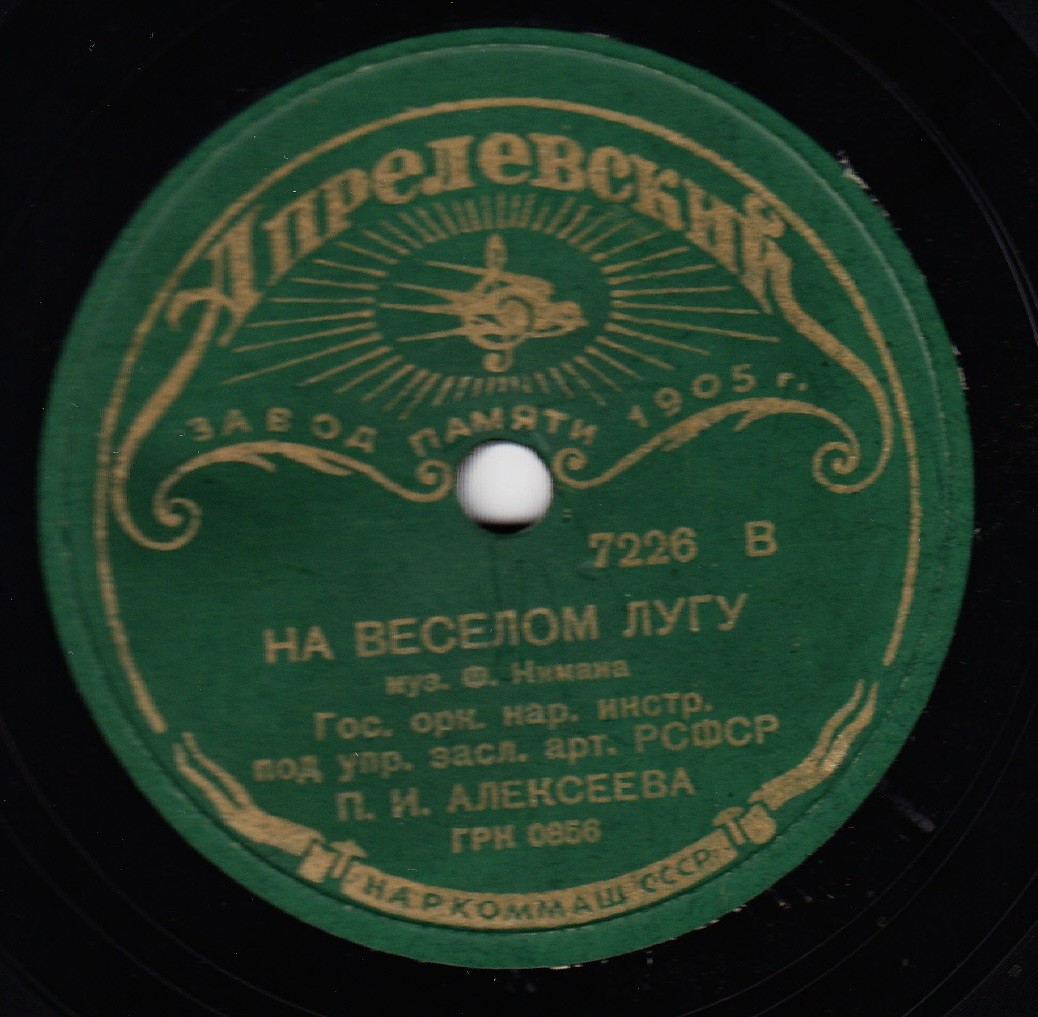 Апрелевский
ЗАВОД ПАМЯТИ 1905 г.
7226 В
НА ВЕСЕЛОМ ЛУГУ
муз. Ф. Нимана
Гос. орк. нар. инстр.
под упр. засл. арт. РСФСР
П. И. АЛЕКСЕЕВА
ГРК 0856
НАРКОММАШ СССР